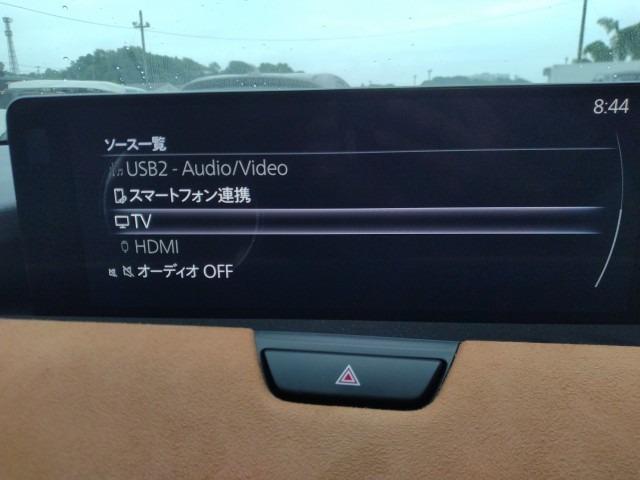 8:44
ソース一覧
USB2 - Audio/Video
スマートフォン連携
TV
HDMI
オーディオ OFF